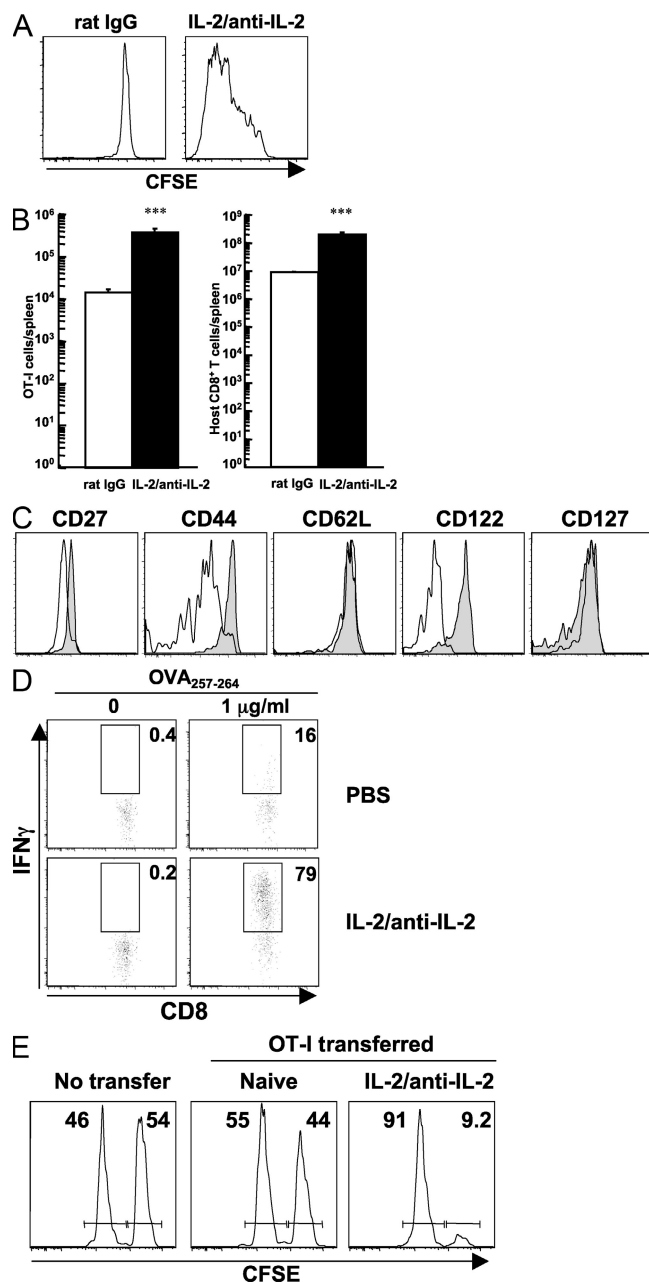 A
rat IgG IL-2/anti-IL-2
CFSE
B
*** ***
OT-I cells/spleen
10⁶
10⁵
10⁴
10³
10²
10¹
10⁰
rat IgG IL-2/anti-IL-2
Host CD8⁺ T cells/spleen
10⁹
10⁸
10⁷
10⁶
10⁵
10⁴
10³
10²
10¹
10⁰
rat IgG IL-2/anti-IL-2
C
CD27 CD44 CD62L CD122 CD127
D
OVA₂₅₇₋₂₆₄
0 1 µg/ml
0.4 16
PBS
IFNγ
0.2 79
IL-2/anti-IL-2
CD8
E
OT-I transferred
No transfer Naive IL-2/anti-IL-2
46 54 55 44 91 9.2
CFSE